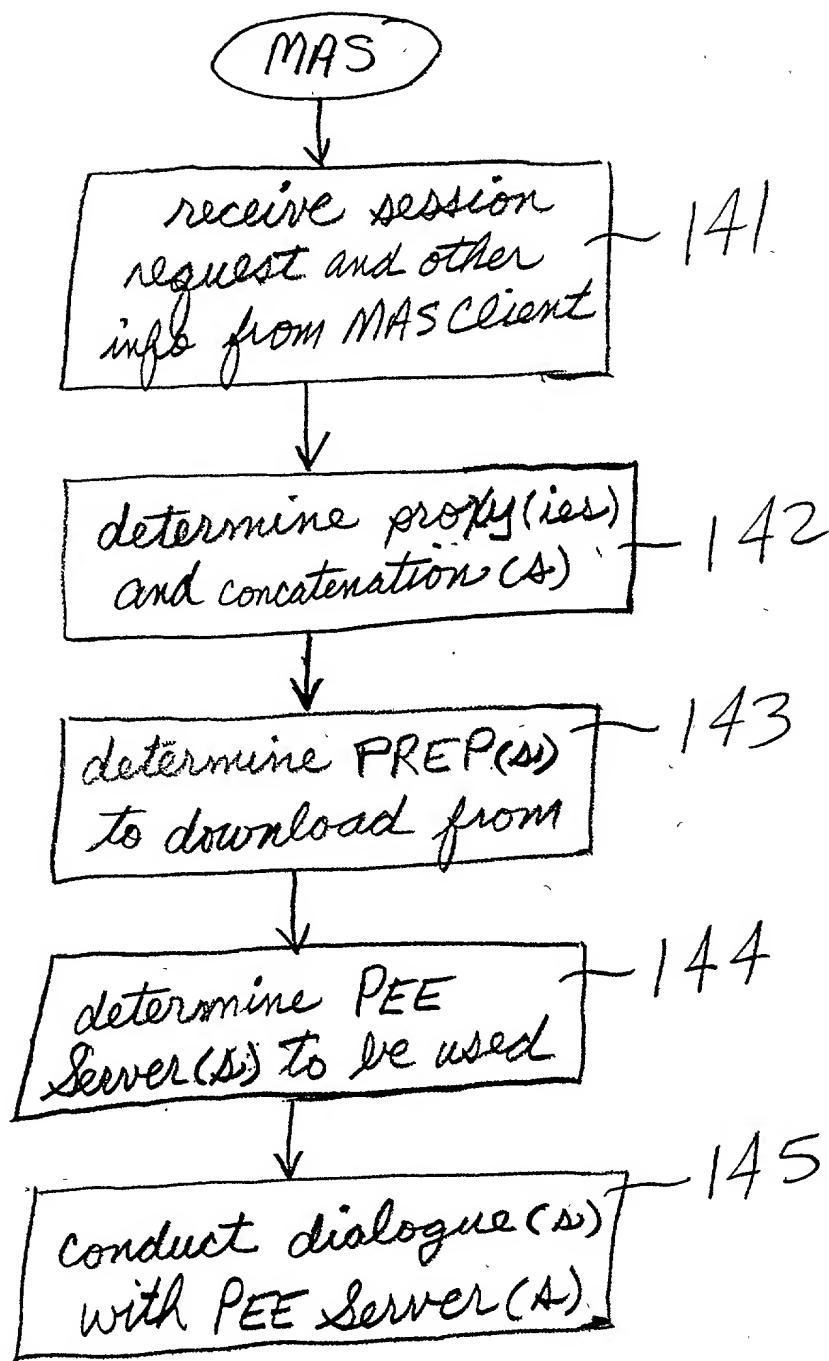 MAS
receive session
request and other
info from MAS Client
141
determine proxy(ies)
and concatenation(s)
142
determine PREP(s)
to download from
143
determine PEE
Server(s) to be used
144
conduct dialogue(s)
with PEE Server(s)
145